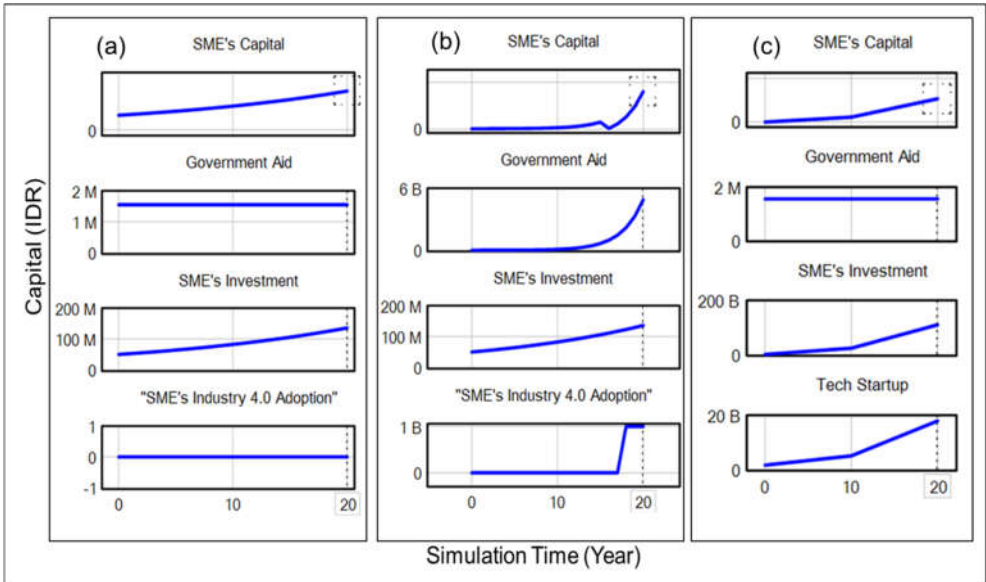 Capital (IDR)
(a)
SME's Capital
0
Government Aid
2 M
1 M
0
SME's Investment
200 M
100 M
0
"SME's Industry 4.0 Adoption"
1
0
-1
0 10 20
(b)
SME's Capital
0
Government Aid
6 B
0
SME's Investment
200 M
100 M
0
"SME's Industry 4.0 Adoption"
1 B
0
0 10 20
(c)
SME's Capital
0
Government Aid
2 M
0
SME's Investment
200 B
0
Tech Startup
20 B
0
0 10 20
Simulation Time (Year)